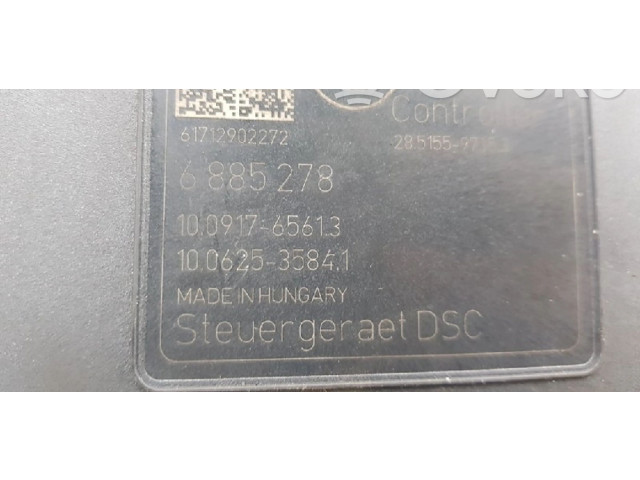 Control
61712902272
6 885 278
10.0917-6561.3
10.0625-3584.1
MADE IN HUNGARY
Steuergeraet DSC